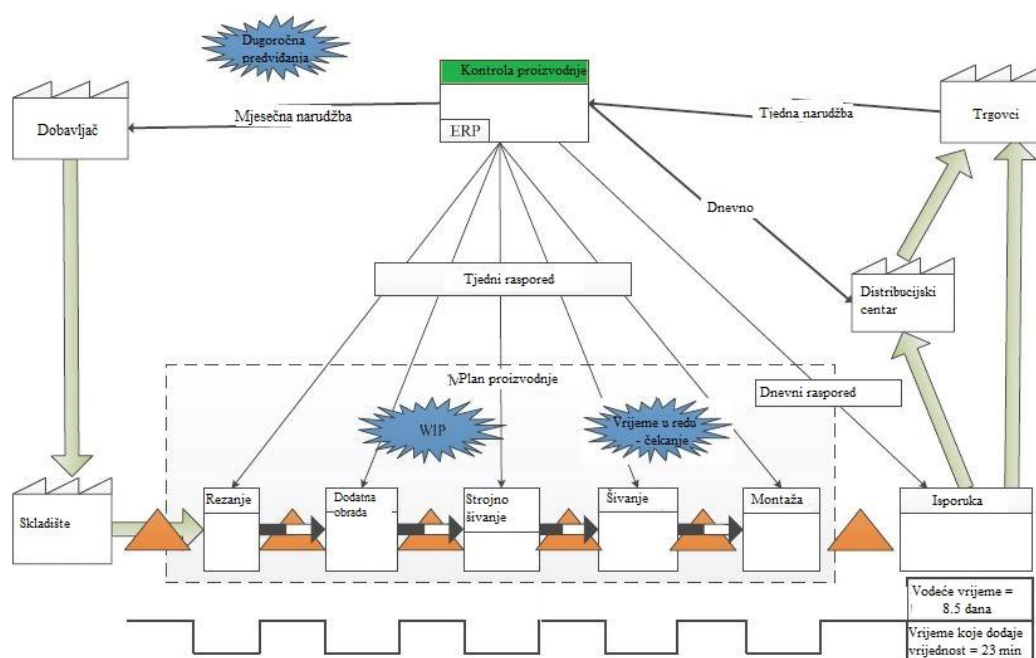 Dugoročna
predviđanja
Kontrola proizvodnje
ERP
Mjesečna narudžba
Tjedna narudžba
Dobavljač
Trgovci
Dnevno
Tjedni raspored
Distribucijski
centar
Plan proizvodnje
Dnevni raspored
WIP
Vrijeme u redu
- čekanje
Skladište
Rezanje
Dodatna
obrada
Strojno
šivanje
Šivanje
Montaža
Isporuka
Vodeće vrijeme =
8.5 dana
Vrijeme koje dodaje
vrijednost = 23 min